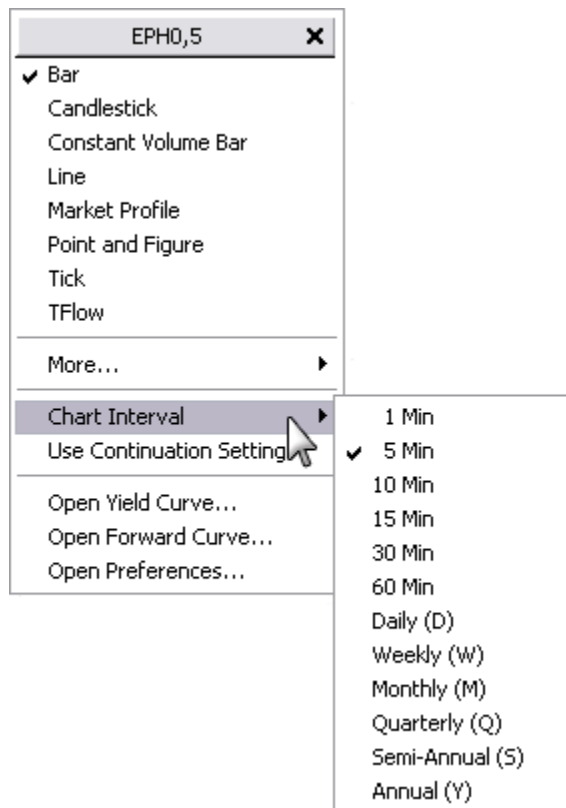 EPH0,5
Bar
Candlestick
Constant Volume Bar
Line
Market Profile
Point and Figure
Tick
TFlow
More...
Chart Interval
Use Continuation Setting
Open Yield Curve...
Open Forward Curve...
Open Preferences...
1 Min
5 Min
10 Min
15 Min
30 Min
60 Min
Daily (D)
Weekly (W)
Monthly (M)
Quarterly (Q)
Semi-Annual (S)
Annual (Y)